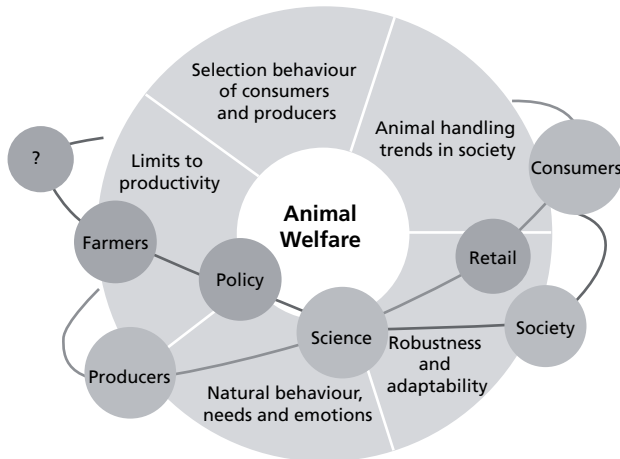 Selection behaviour
of consumers
and producers
Animal handling
trends in society
Consumers
?
Limits to
productivity
Animal
Welfare
Farmers
Policy
Retail
Science
Society
Robustness
and
adaptability
Producers
Natural behaviour,
needs and emotions